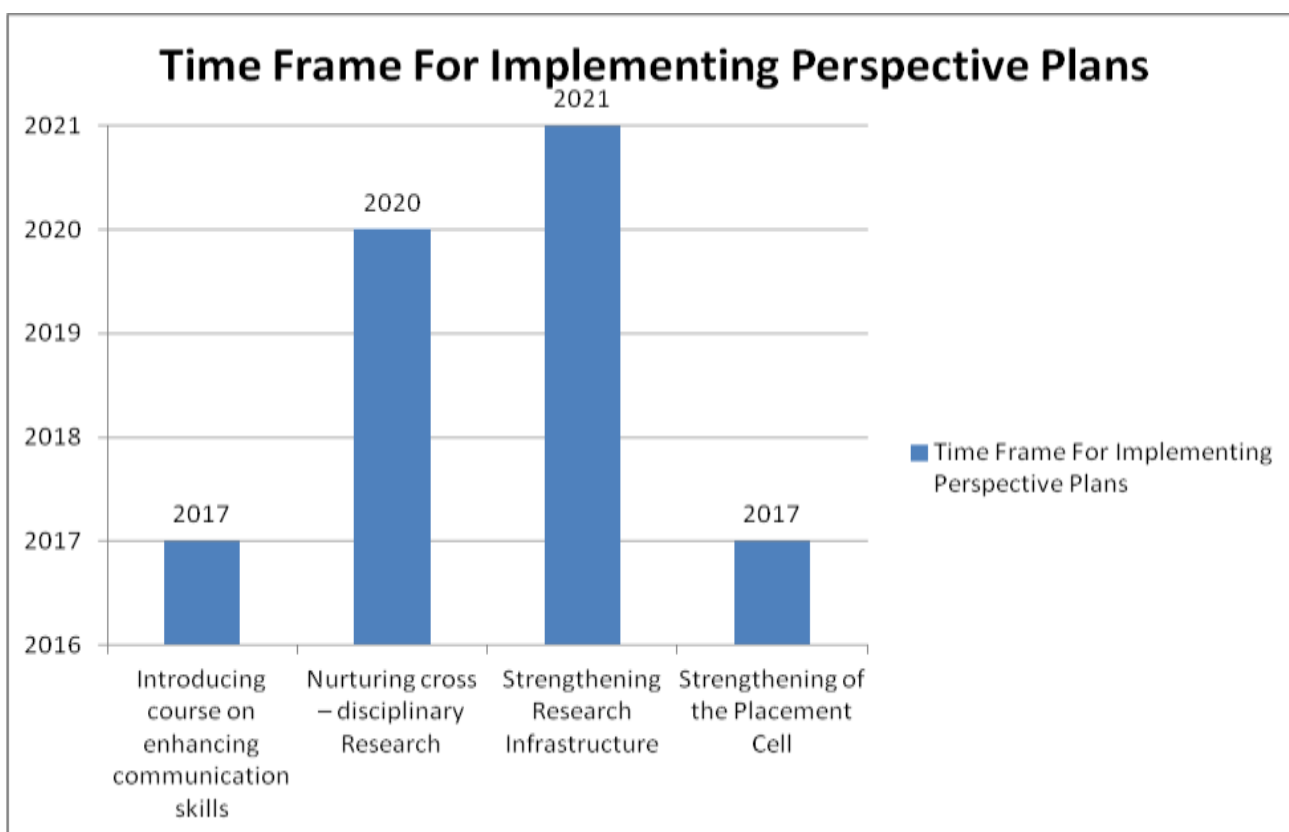 Time Frame For Implementing Perspective Plans
2021
2021
2020
2020
2019
2018
2017
2017
2017
2016
Time Frame For Implementing
Perspective Plans
Introducing
course on
enhancing
communication
skills
Nurturing cross
– disciplinary
Research
Strengthening
Research
Infrastructure
Strengthening of
the Placement
Cell